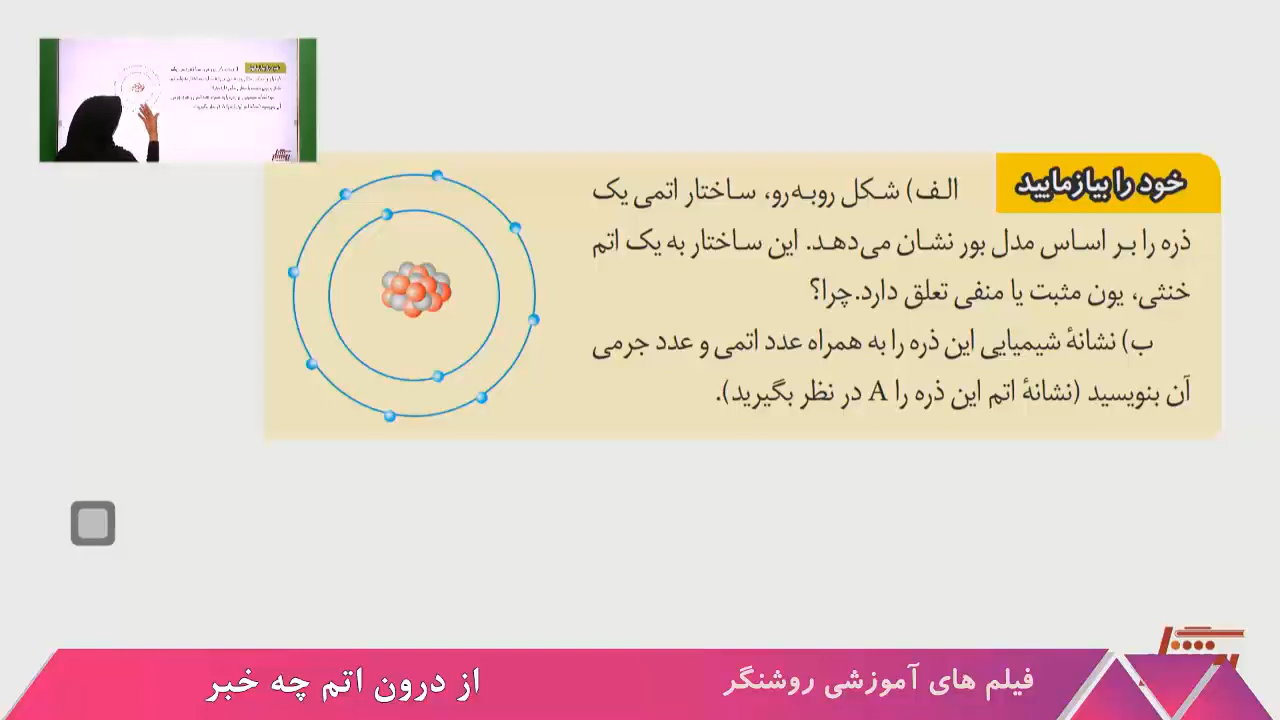 خود را بیازمایید
الف) شکل روبه‌رو، ساختار اتمی یک
ذره را بر اساس مدل بور نشان می‌دهد. این ساختار به یک اتم
خنثی، یون مثبت یا منفی تعلق دارد. چرا؟
ب) نشانهٔ شیمیایی این ذره را به همراه عدد اتمی و عدد جرمی
آن بنویسید (نشانهٔ اتم این ذره را A در نظر بگیرید).
فیلم های آموزشی روشنگر
از درون اتم چه خبر